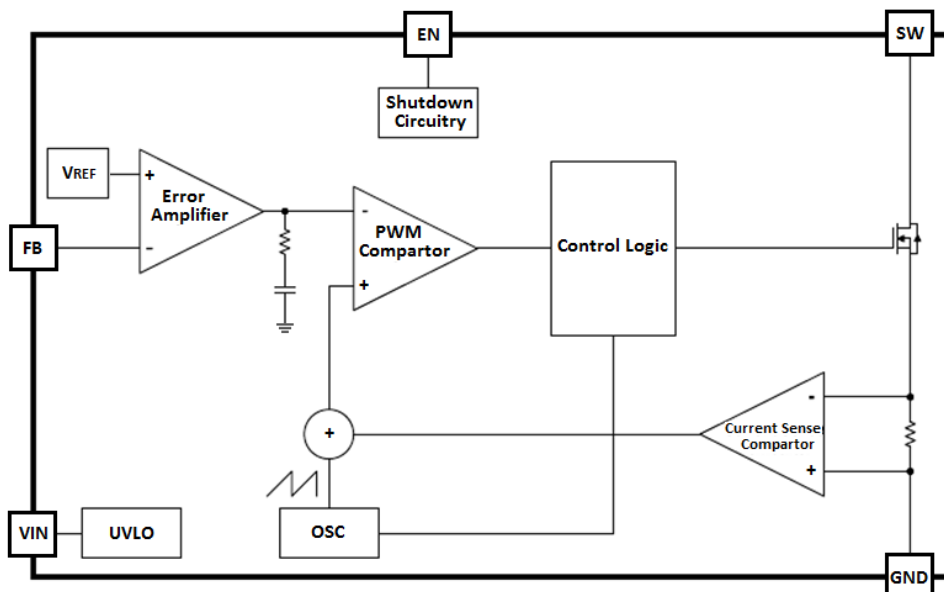 EN
SW
Shutdown
Circuitry
VREF
+
Error
Amplifier
-
FB
-
PWM
Compartor
+
Control Logic
-
Current Sense
Compartor
+
+
VIN
UVLO
OSC
GND